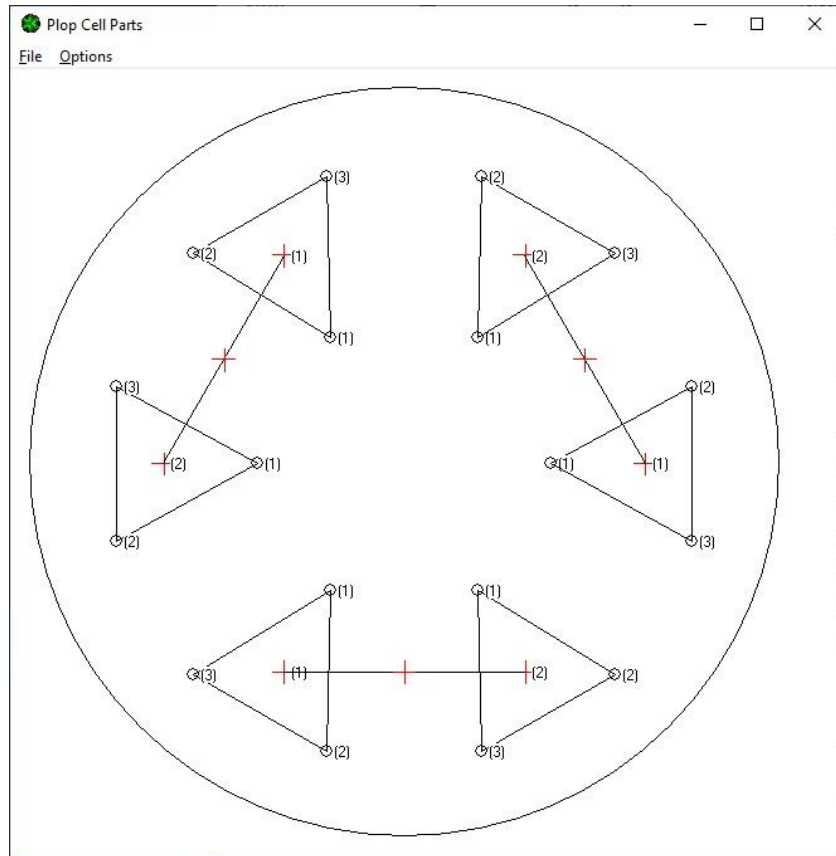 Plop Cell Parts
File Options
(3) (2)
(2) (1) (2) (3)
(1) (1)
(3) (2)
(2) (1) (1) (1)
(2) (3)
(1) (1)
(3) (1) (2) (2)
(2) (3)